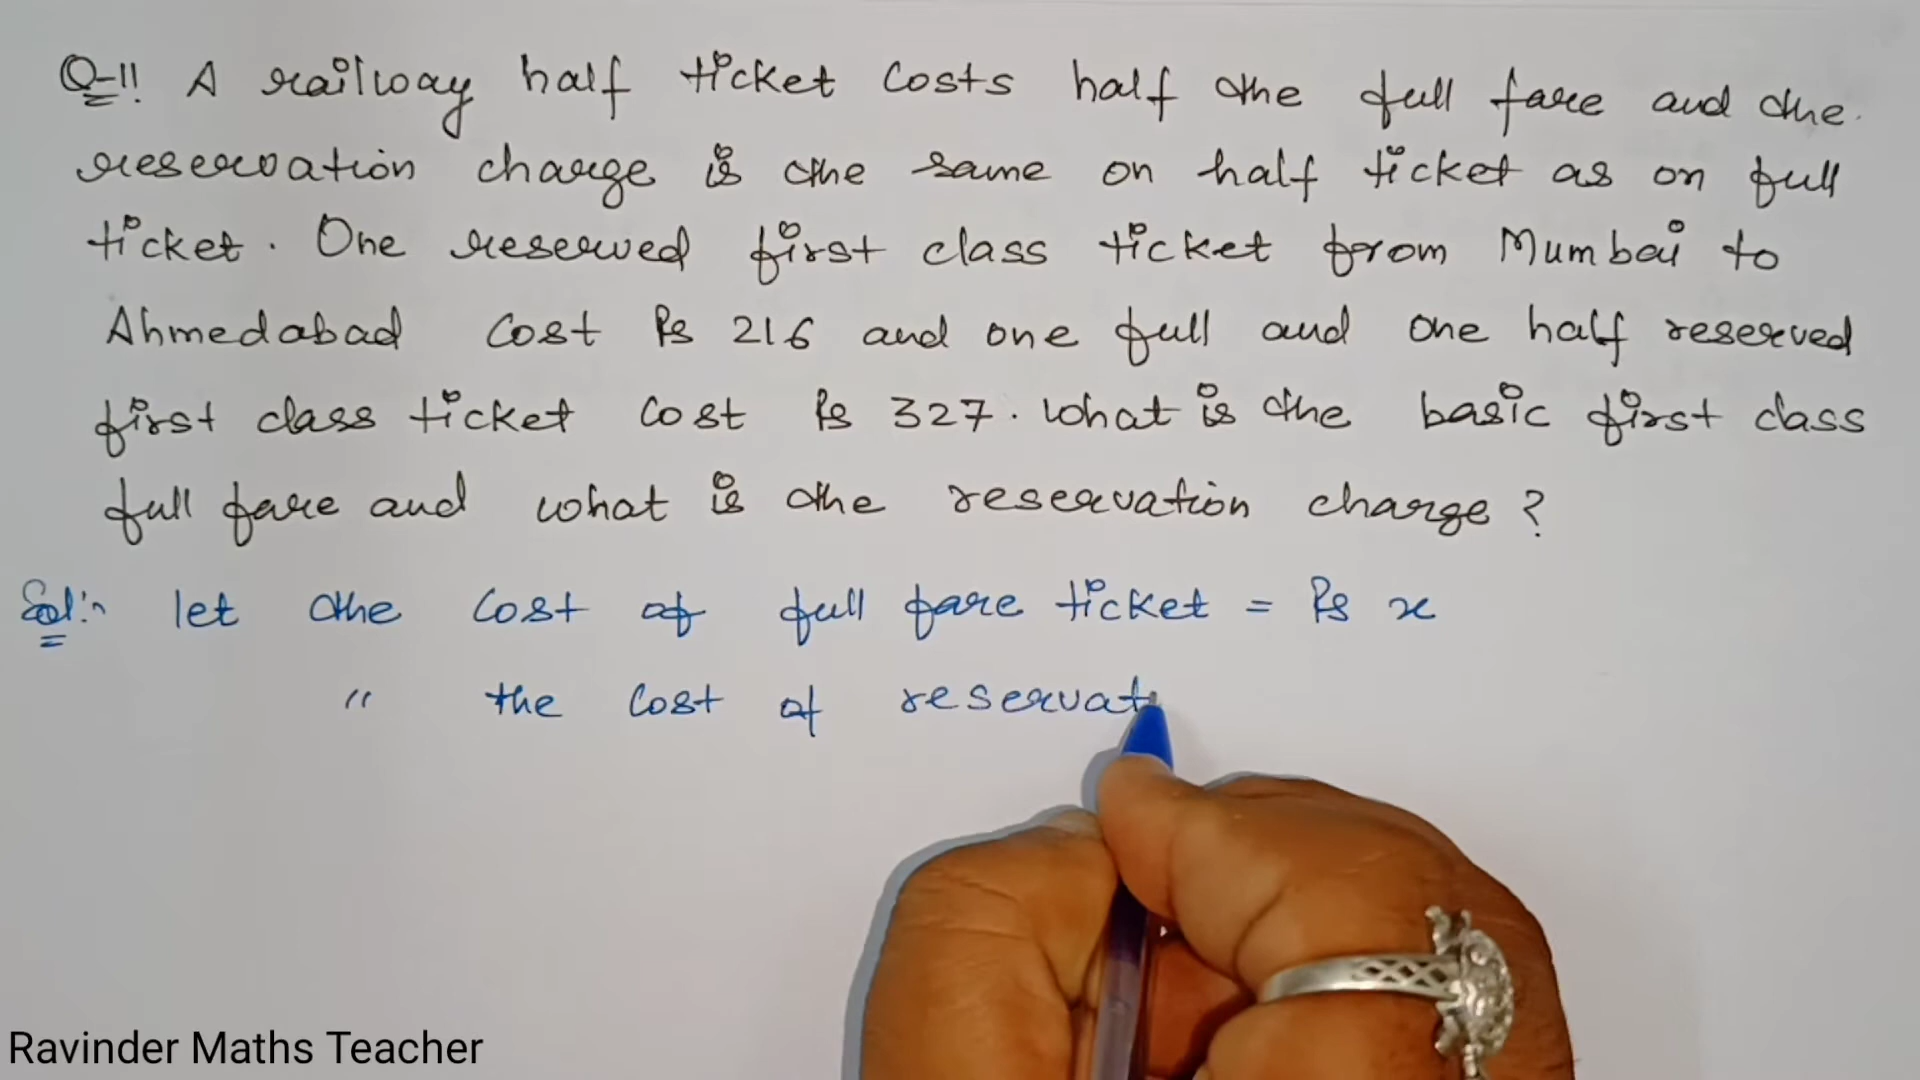 Q-11 A railway half ticket costs half the full fare and the
reservation charge is the same on half ticket as on full
ticket. One reserved first class ticket from Mumbai to
Ahmedabad cost Rs 216 and one full and one half reserved
first class ticket cost Rs 327. what is the basic first class
full fare and what is the reservation charge?
Sol:n let the cost of full fare ticket = Rs x
" the cost of reservat
Ravinder Maths Teacher